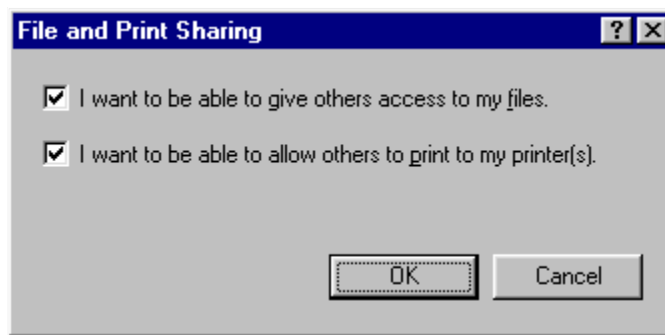 File and Print Sharing
I want to be able to give others access to my files.
I want to be able to allow others to print to my printer(s).
OK Cancel